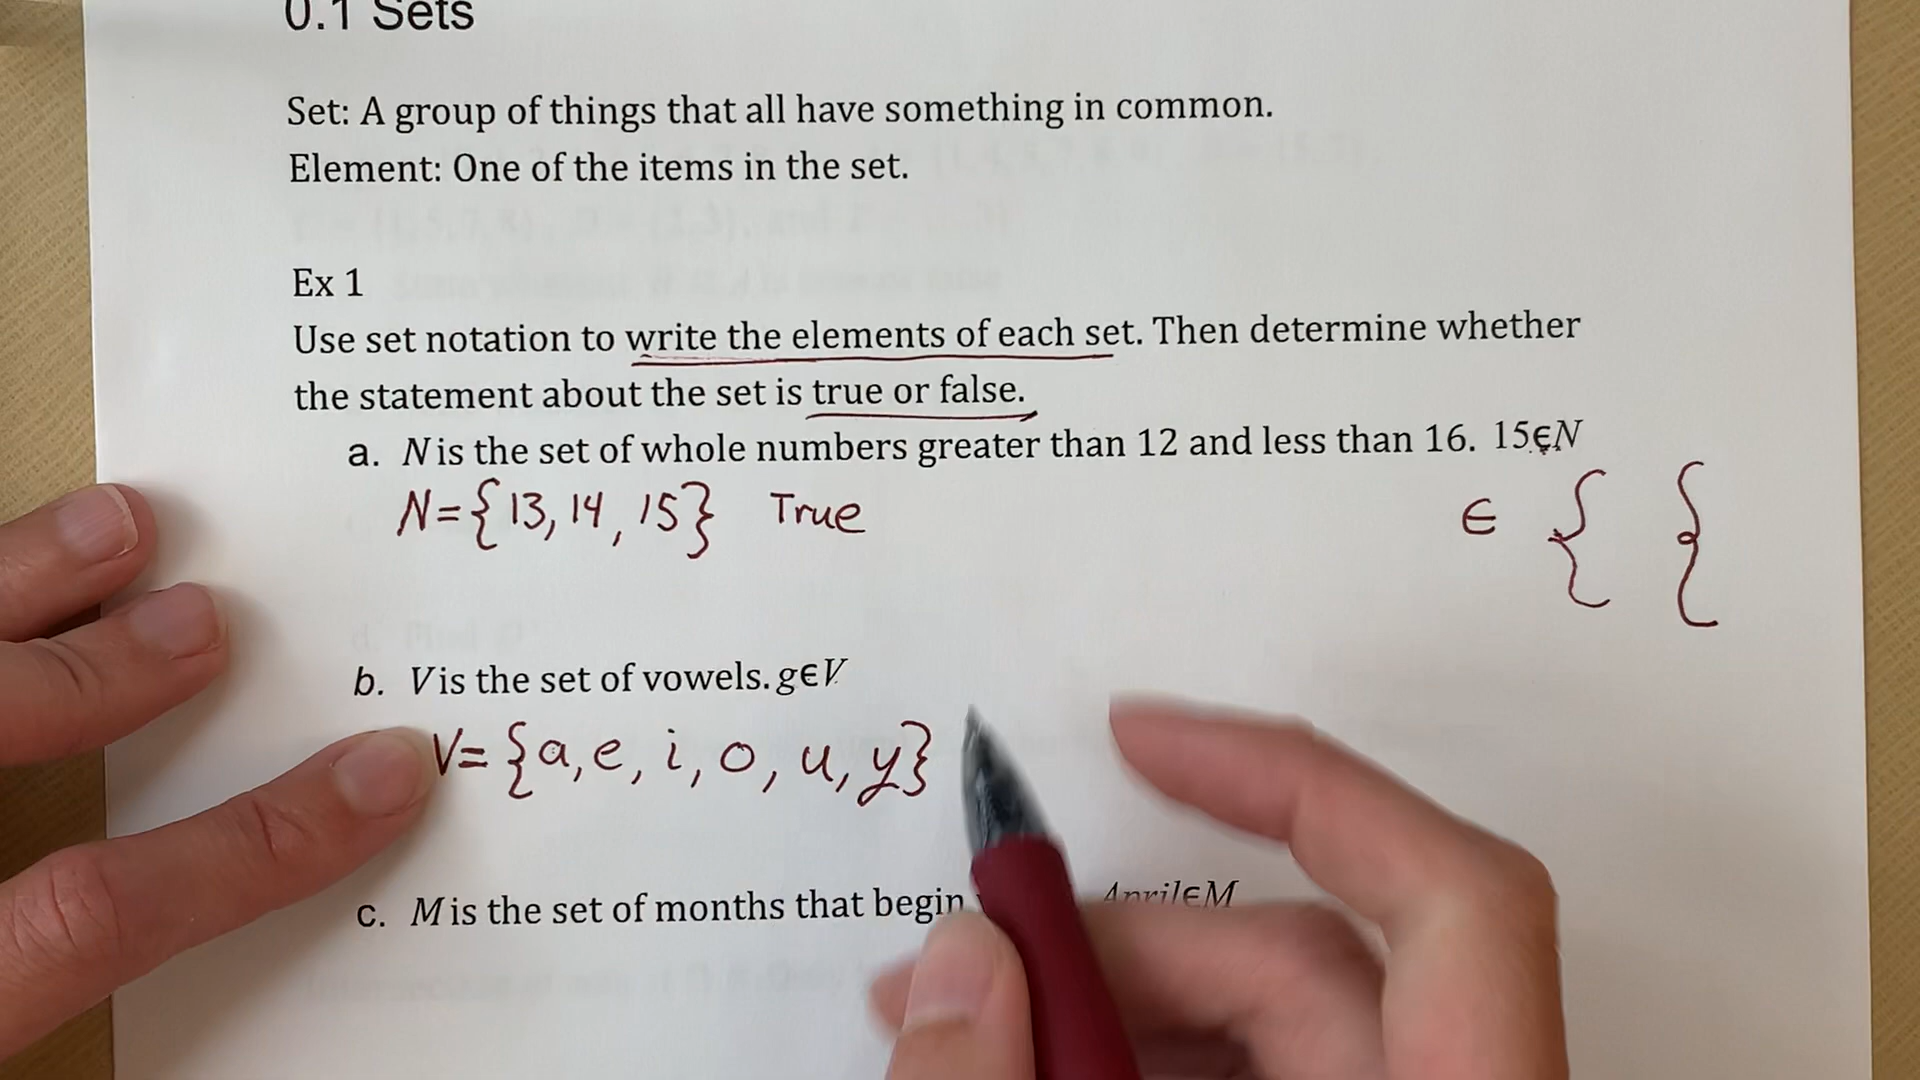 0.1 Sets
Set: A group of things that all have something in common.
Element: One of the items in the set.
Ex 1
Use set notation to write the elements of each set. Then determine whether
the statement about the set is true or false.
a. N is the set of whole numbers greater than 12 and less than 16. 15∈N
N={13, 14, 15} True
∈ { {
b. V is the set of vowels. g∈V
V={a, e, i, o, u, y}
c. M is the set of months that begin April∈M